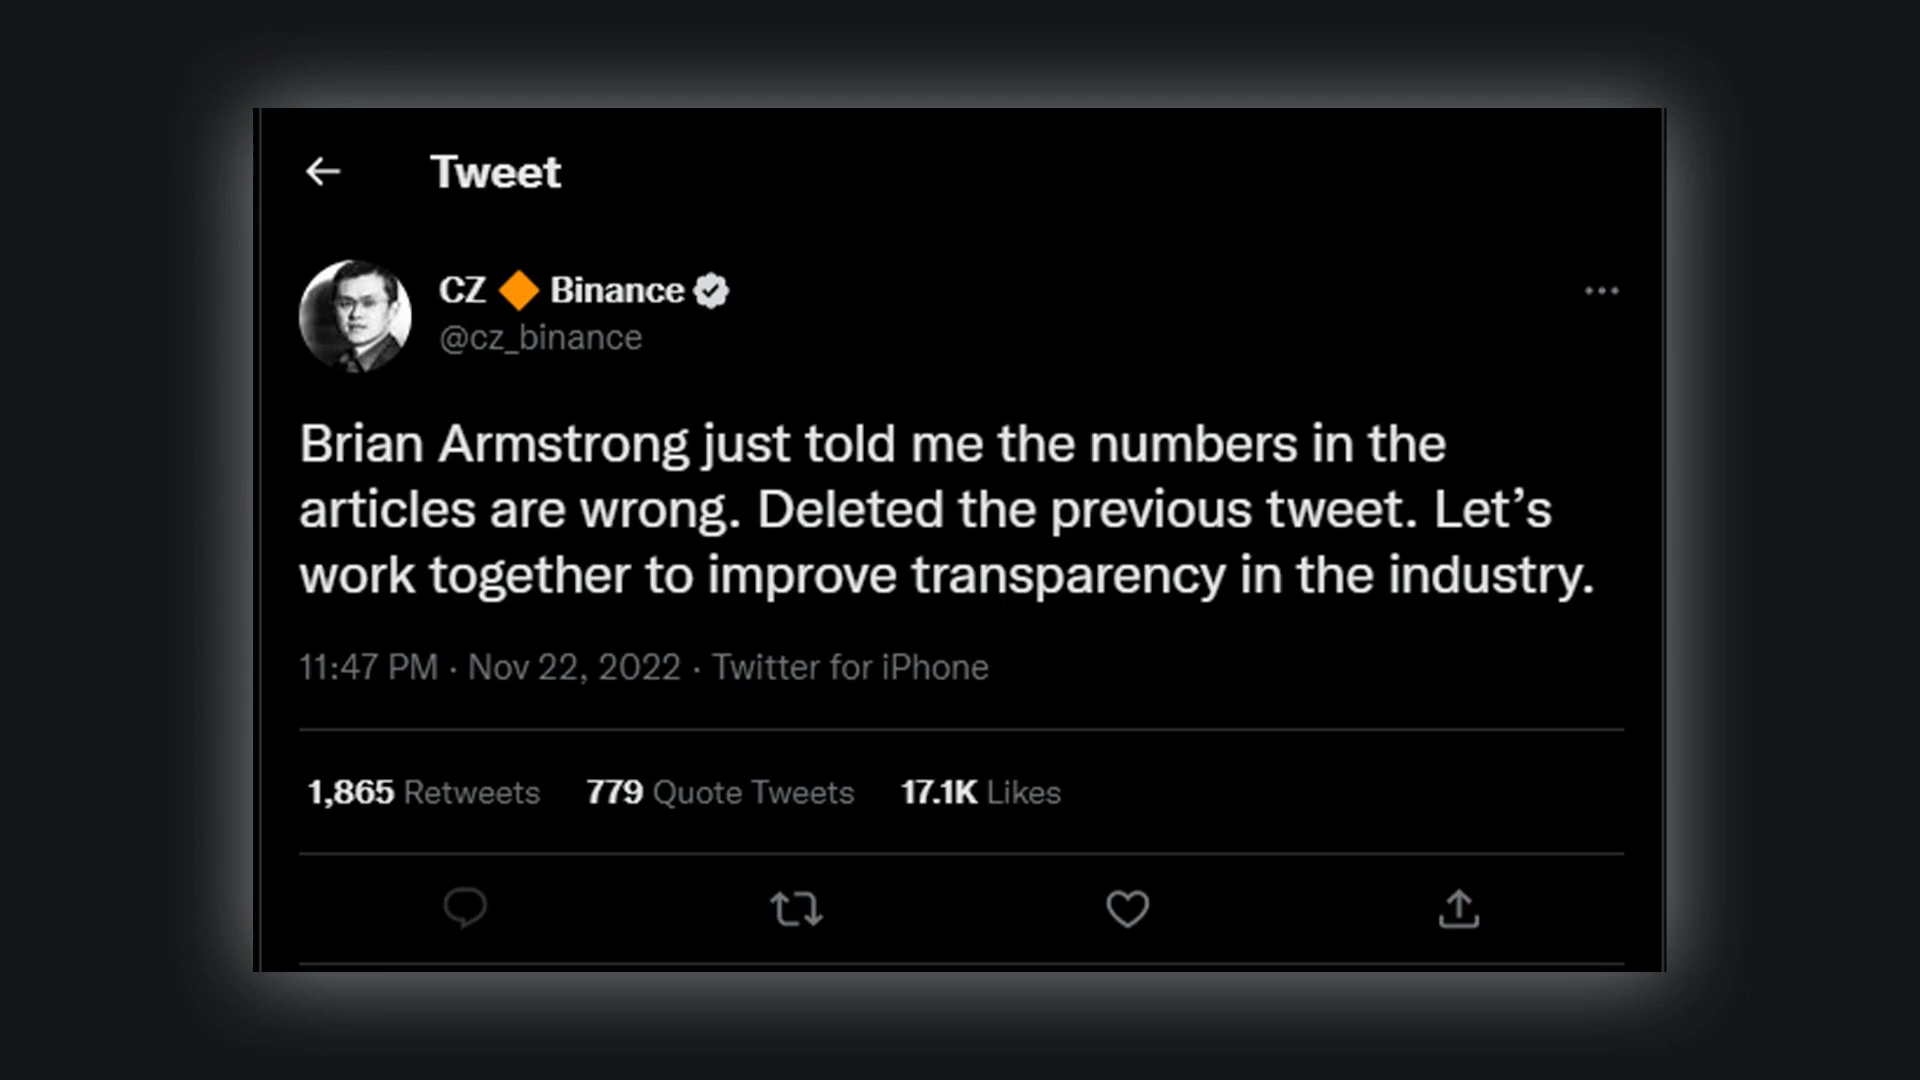 Tweet
CZ 🔶 Binance
@cz_binance
Brian Armstrong just told me the numbers in the
articles are wrong. Deleted the previous tweet. Let’s
work together to improve transparency in the industry.
11:47 PM · Nov 22, 2022 · Twitter for iPhone
1,865 Retweets 779 Quote Tweets 17.1K Likes